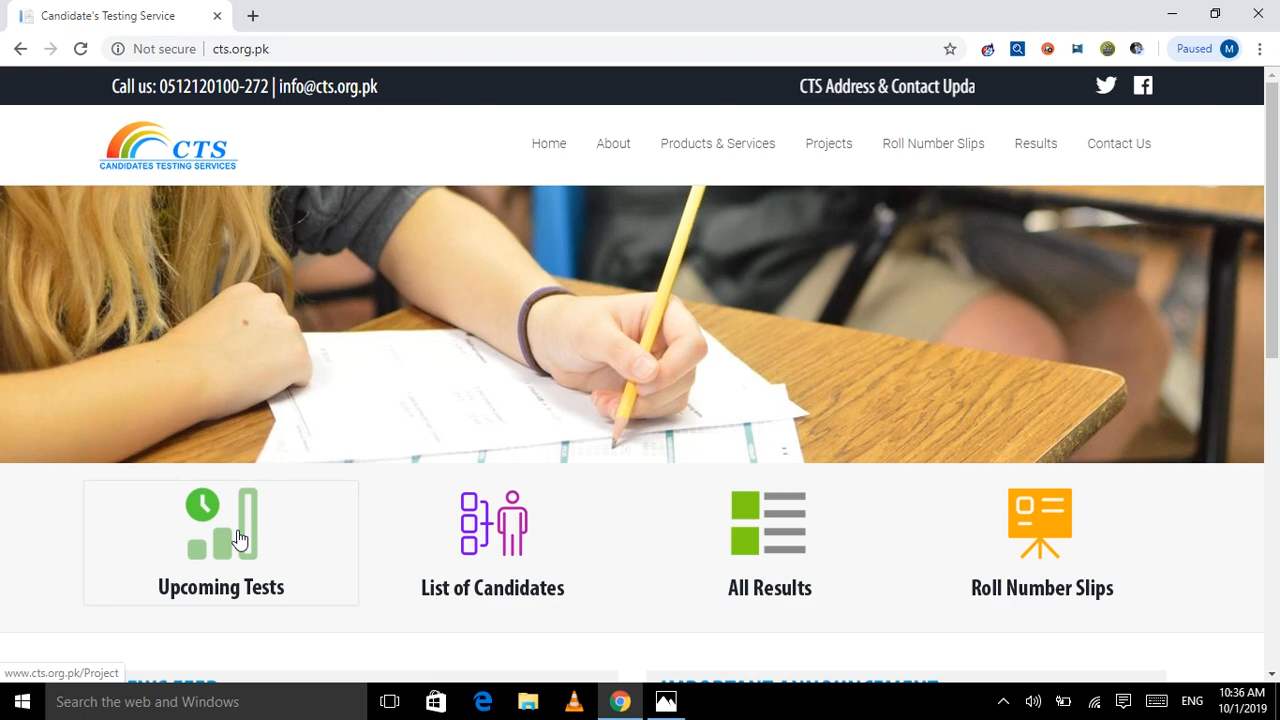 Candidate's Testing Service
Not secure
cts.org.pk
Paused
M
Call us: 0512120100-272 | info@cts.org.pk
CTS Address & Contact Upda
CTS
CANDIDATES TESTING SERVICES
Home
About
Products & Services
Projects
Roll Number Slips
Results
Contact Us
Upcoming Tests
List of Candidates
All Results
Roll Number Slips
www.cts.org.pk/Project
IMPORTANT ANNOUNCEMENT
Search the web and Windows
ENG
10:36 AM
10/1/2019